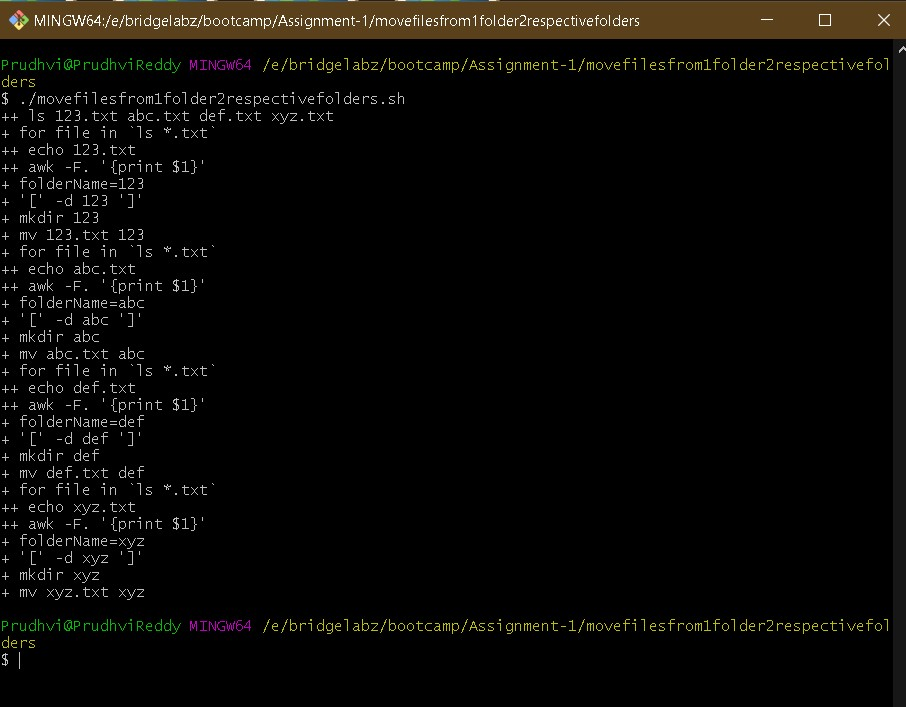 MINGW64:/e/bridgelabz/bootcamp/Assignment-1/movefilesfrom1folder2respectivefolders
Prudhvi@PrudhviReddy MINGW64 /e/bridgelabz/bootcamp/Assignment-1/movefilesfrom1folder2respectivefol
ders
$ ./movefilesfrom1folder2respectivefolders.sh
++ ls 123.txt abc.txt def.txt xyz.txt
+ for file in `ls *.txt`
++ echo 123.txt
++ awk -F. '{print $1}'
+ folderName=123
+ '[' -d 123 ']'
+ mkdir 123
+ mv 123.txt 123
+ for file in `ls *.txt`
++ echo abc.txt
++ awk -F. '{print $1}'
+ folderName=abc
+ '[' -d abc ']'
+ mkdir abc
+ mv abc.txt abc
+ for file in `ls *.txt`
++ echo def.txt
++ awk -F. '{print $1}'
+ folderName=def
+ '[' -d def ']'
+ mkdir def
+ mv def.txt def
+ for file in `ls *.txt`
++ echo xyz.txt
++ awk -F. '{print $1}'
+ folderName=xyz
+ '[' -d xyz ']'
+ mkdir xyz
+ mv xyz.txt xyz
Prudhvi@PrudhviReddy MINGW64 /e/bridgelabz/bootcamp/Assignment-1/movefilesfrom1folder2respectivefol
ders
$